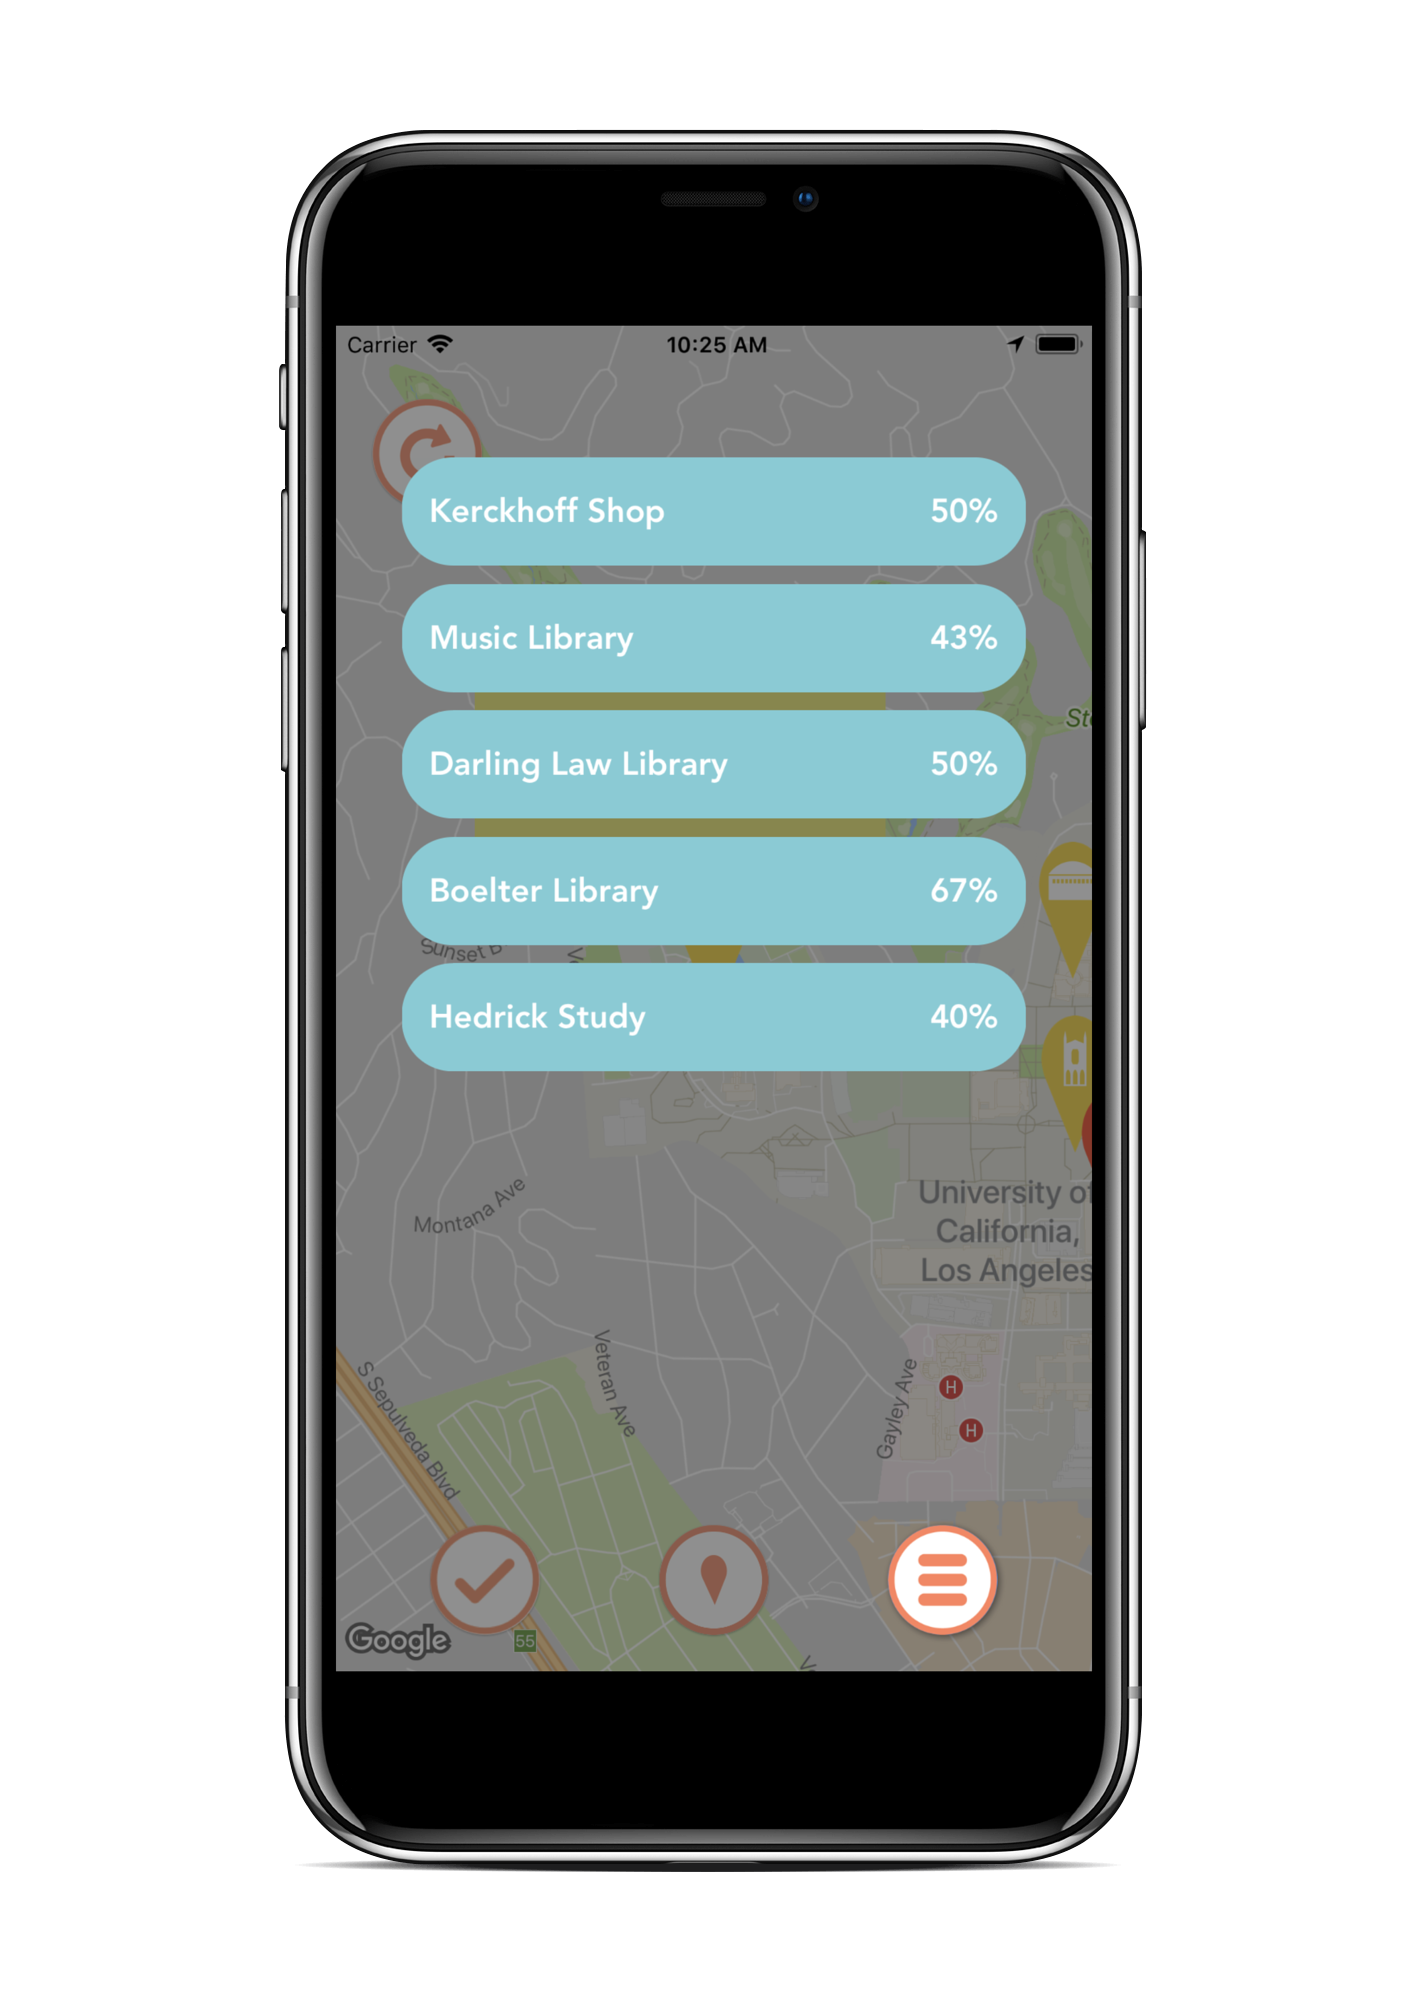 Carrier 10:25 AM
Kerckhoff Shop 50%
Music Library 43%
Darling Law Library 50%
Boelter Library 67%
Hedrick Study 40%
Sunset B
Montana Ave
University of
California,
Los Angeles
Veteran Ave
S Sepulveda Blvd
Gayley Ave
H
H
Google
55